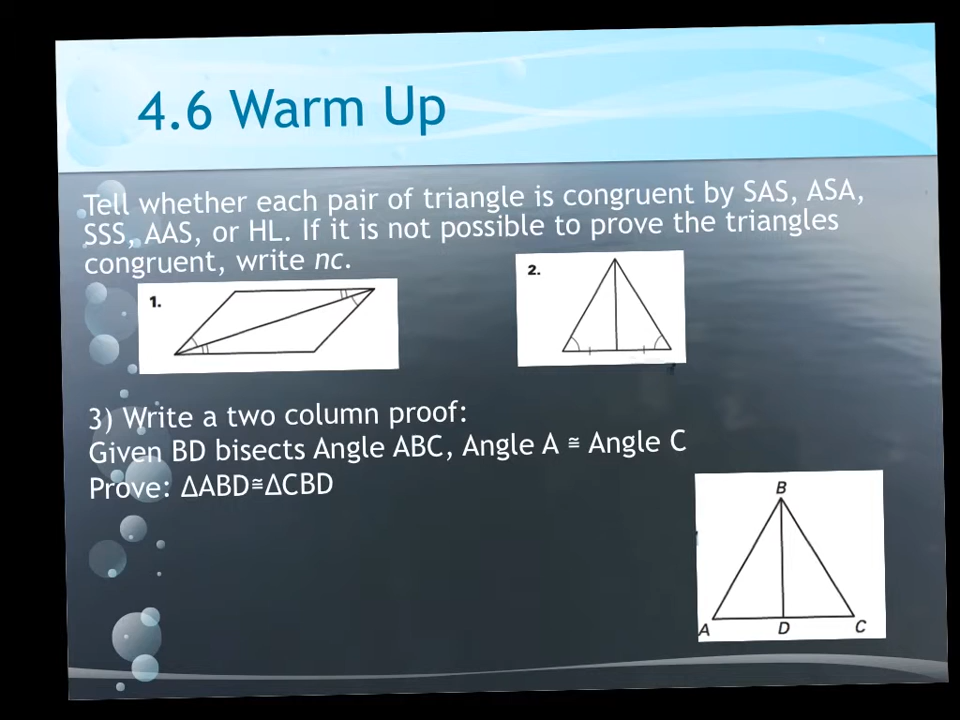 4.6 Warm Up
Tell whether each pair of triangle is congruent by SAS, ASA,
SSS, AAS, or HL. If it is not possible to prove the triangles
congruent, write nc.
1.
2.
3) Write a two column proof:
Given BD bisects Angle ABC, Angle A ≅ Angle C
Prove: ΔABD≅ΔCBD
B
A
D
C